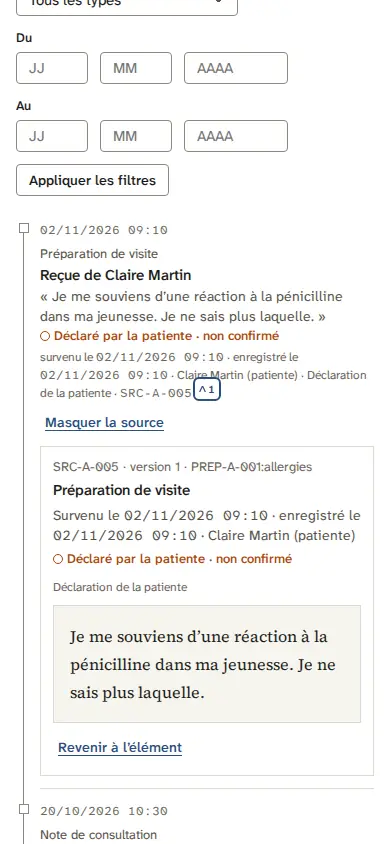 Tous les types
Du
JJ MM AAAA
Au
JJ MM AAAA
Appliquer les filtres
02/11/2026 09:10
Préparation de visite
Reçue de Claire Martin
« Je me souviens d’une réaction à la pénicilline
dans ma jeunesse. Je ne sais plus laquelle. »
Déclaré par la patiente · non confirmé
survenu le 02/11/2026 09:10 · enregistré le
02/11/2026 09:10 · Claire Martin (patiente) · Déclaration
de la patiente · SRC-A-005 ^1
Masquer la source
SRC-A-005 · version 1 · PREP-A-001:allergies
Préparation de visite
Survenu le 02/11/2026 09:10 · enregistré le
02/11/2026 09:10 · Claire Martin (patiente)
Déclaré par la patiente · non confirmé
Déclaration de la patiente
Je me souviens d’une réaction à la
pénicilline dans ma jeunesse. Je ne
sais plus laquelle.
Revenir à l’élément
20/10/2026 10:30
Note de consultation